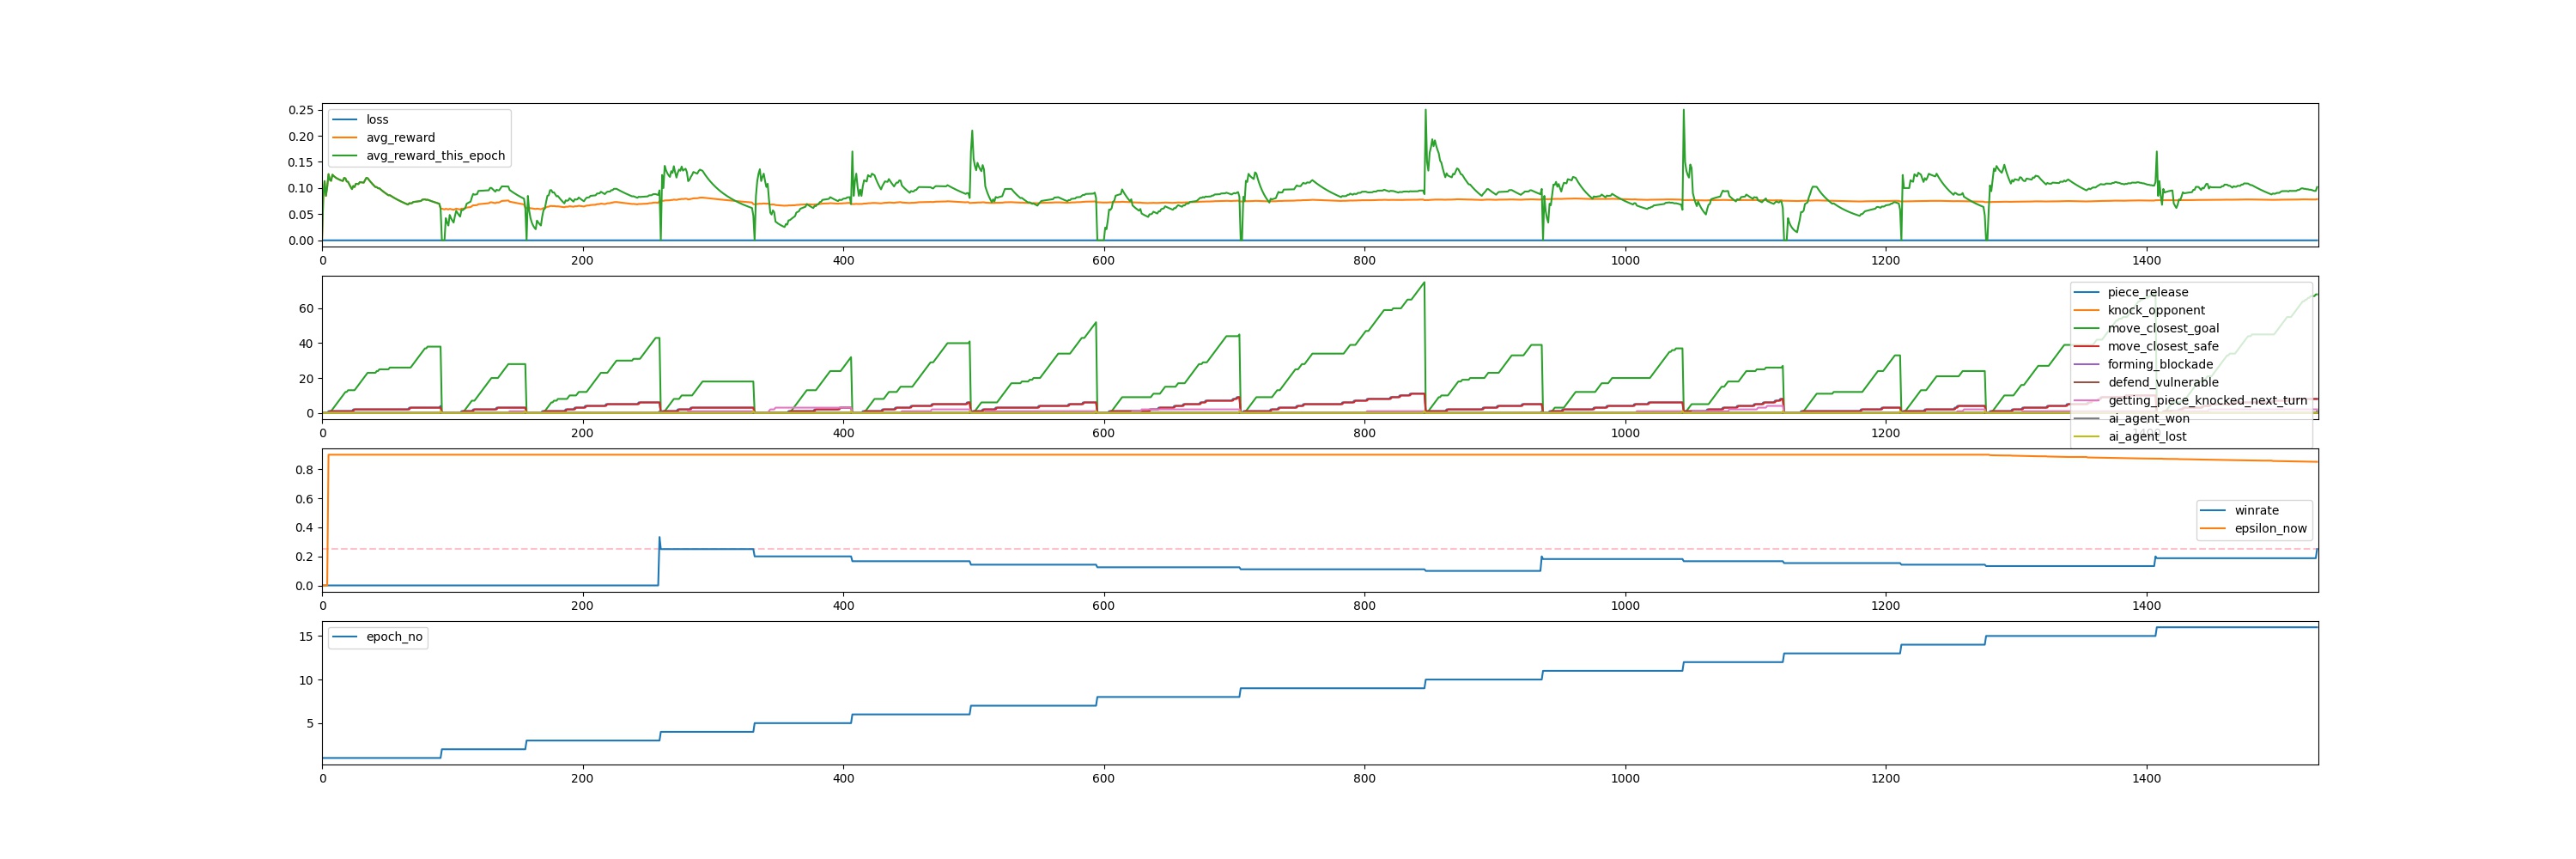 0.25
0.20
0.15
0.10
0.05
0.00
loss
avg_reward
avg_reward_this_epoch
0 200 400 600 800 1000 1200 1400
60
40
20
0
piece_release
knock_opponent
move_closest_goal
move_closest_safe
forming_blockade
defend_vulnerable
getting_piece_knocked_next_turn
ai_agent_won
ai_agent_lost
0 200 400 600 800 1000 1200 1400
0.8
0.6
0.4
0.2
0.0
winrate
epsilon_now
0 200 400 600 800 1000 1200 1400
15
10
5
epoch_no
0 200 400 600 800 1000 1200 1400